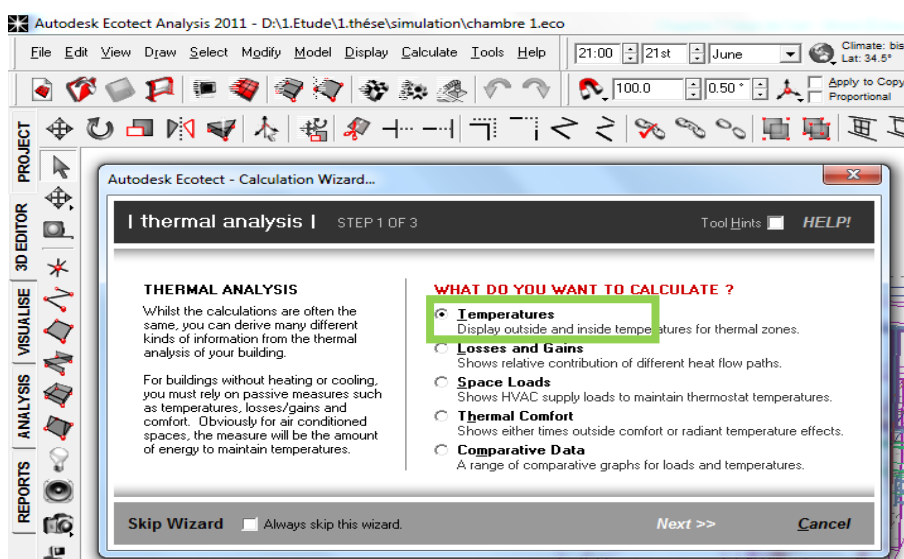 Autodesk Ecotect Analysis 2011 - D:\1.Etude\1.thése\simulation\chambre 1.eco
File Edit View Draw Select Modify Model Display Calculate Tools Help
21:00 21st June
Climate: bis
Lat: 34.5°
100.0 0.50 °
Apply to Copy
Proportional
PROJECT
3D EDITOR
VISUALISE
ANALYSIS
REPORTS
Autodesk Ecotect - Calculation Wizard...
| thermal analysis | STEP 1 OF 3 Tool Hints HELP!
THERMAL ANALYSIS
Whilst the calculations are often the
same, you can derive many different
kinds of information from the thermal
analysis of your building.
For buildings without heating or cooling,
you must rely on passive measures such
as temperatures, losses/gains and
comfort. Obviously for air conditioned
spaces, the measure will be the amount
of energy to maintain temperatures.
WHAT DO YOU WANT TO CALCULATE ?
Temperatures
Display outside and inside temperatures for thermal zones.
Losses and Gains
Shows relative contribution of different heat flow paths.
Space Loads
Shows HVAC supply loads to maintain thermostat temperatures.
Thermal Comfort
Shows either times outside comfort or radiant temperature effects.
Comparative Data
A range of comparative graphs for loads and temperatures.
Skip Wizard Always skip this wizard. Next >> Cancel